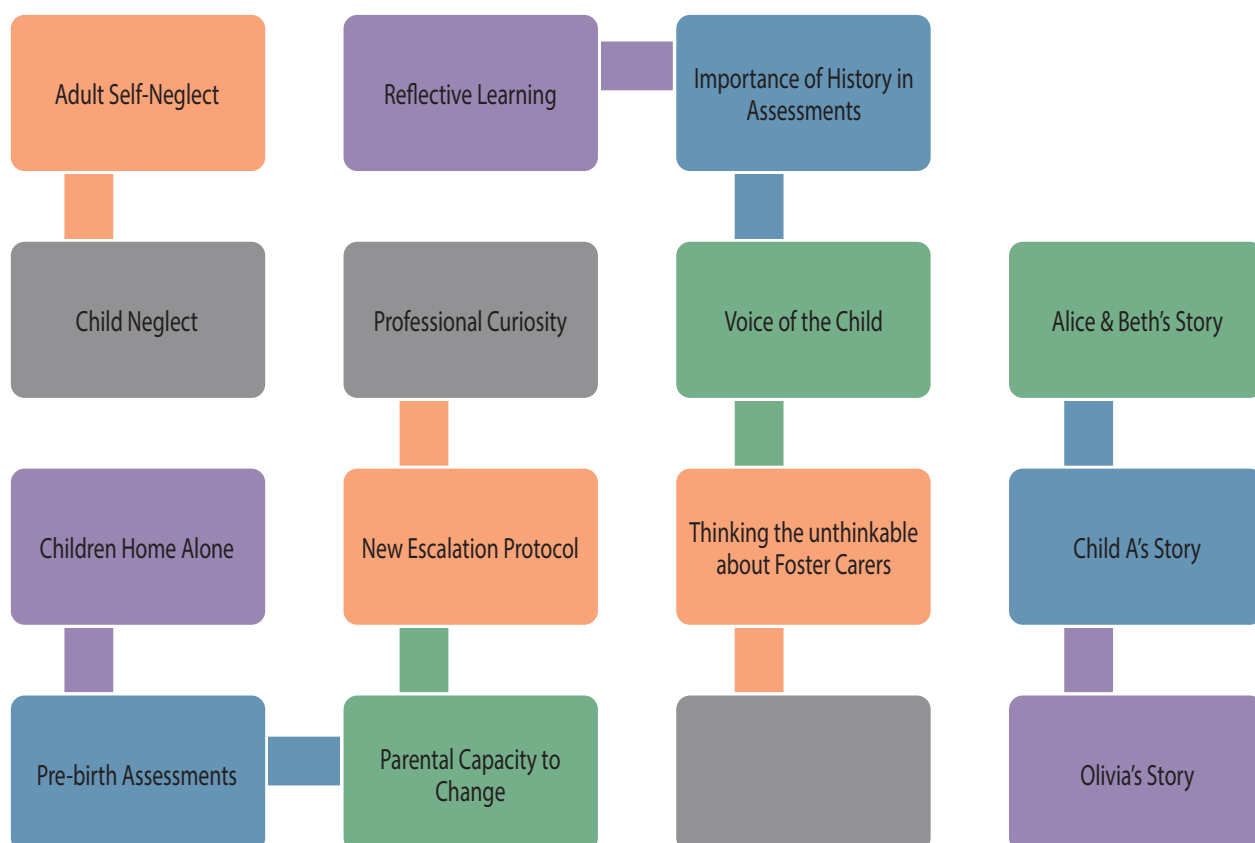 Adult Self-Neglect
Reflective Learning
Importance of History in
Assessments
Child Neglect
Professional Curiosity
Voice of the Child
Alice & Beth's Story
Children Home Alone
New Escalation Protocol
Thinking the unthinkable
about Foster Carers
Child A's Story
Pre-birth Assessments
Parental Capacity to
Change
Olivia's Story